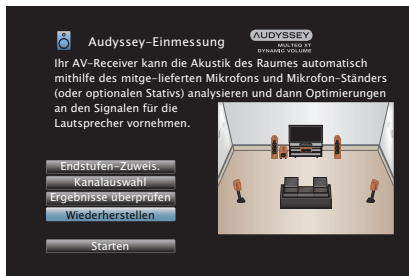 Audyssey-Einmessung
AUDYSSEY
MULTEQ XT
DYNAMIC VOLUME
Ihr AV-Receiver kann die Akustik des Raumes automatisch
mithilfe des mitge-lieferten Mikrofons und Mikrofon-Ständers
(oder optionalen Stativs) analysieren und dann Optimierungen
an den Signalen für die
Lautsprecher vornehmen.
Endstufen-Zuweis.
Kanalauswahl
Ergebnisse überprüfen
Wiederherstellen
Starten